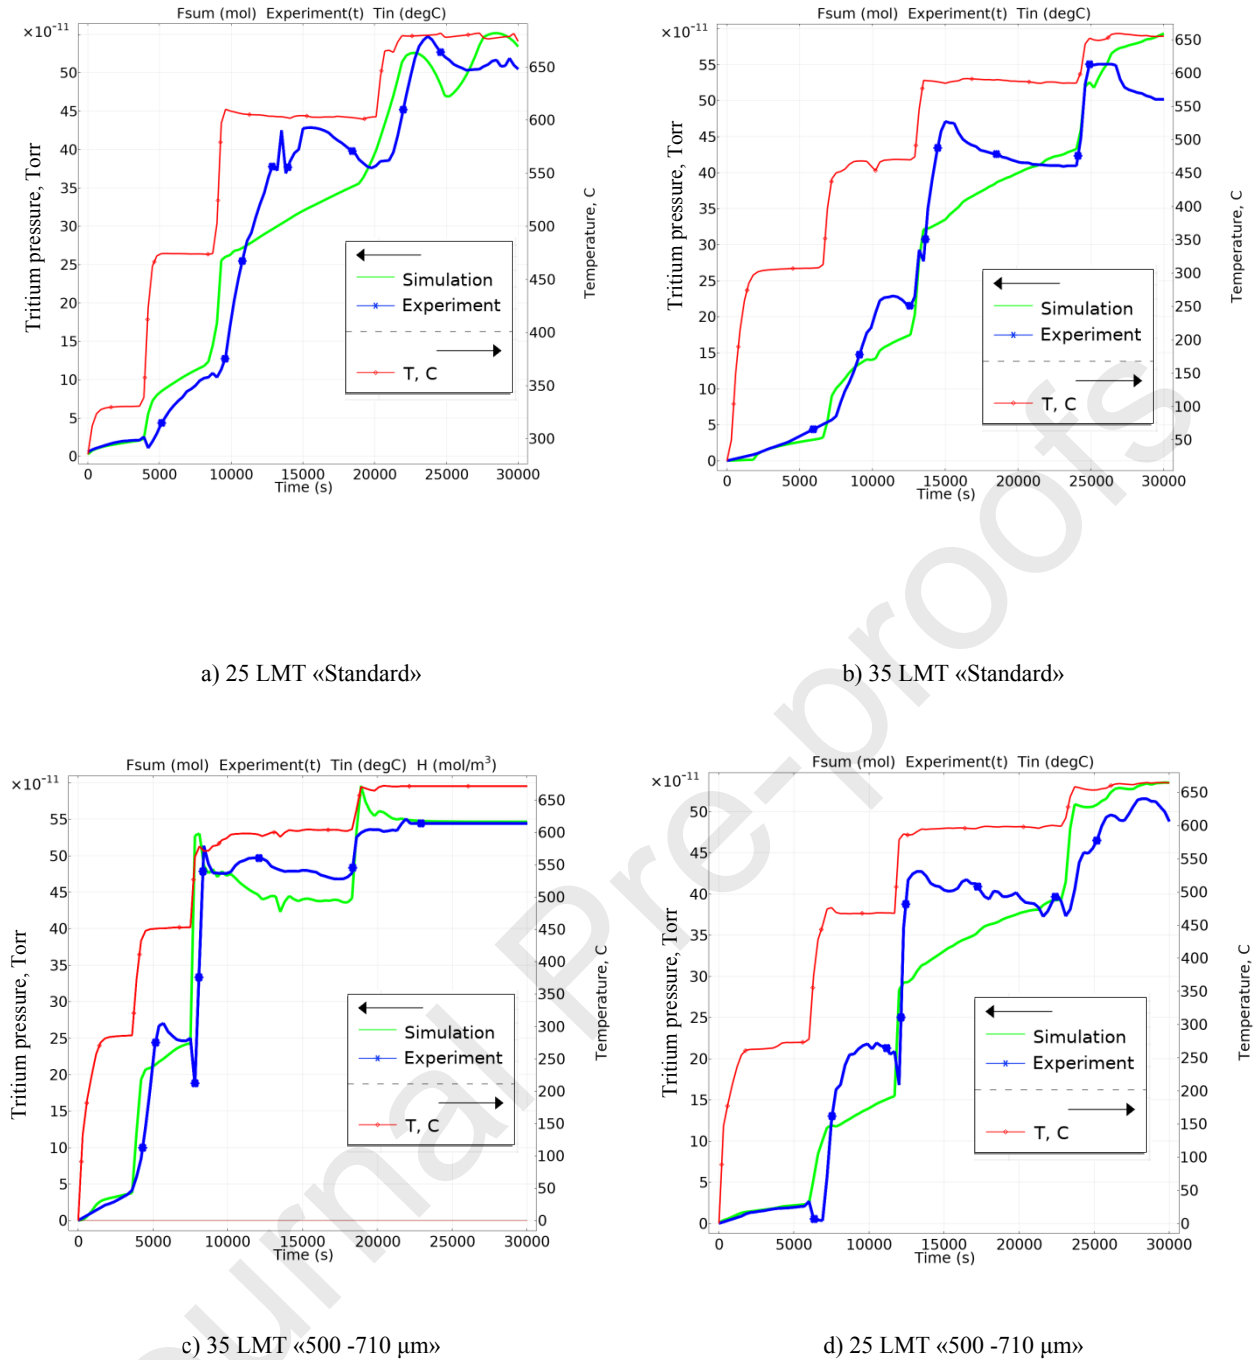 Fsum (mol) Experiment(t) Tin (degC)
×10⁻¹¹
50
45
40
35
30
25
20
15
10
5
0
Tritium pressure, Torr
650
600
550
500
450
400
350
300
Temperature, C
Simulation
Experiment
T, C
0 5000 10000 15000 20000 25000 30000
Time (s)
a) 25 LMT «Standard»
Fsum (mol) Experiment(t) Tin (degC)
×10⁻¹¹
55
50
45
40
35
30
25
20
15
10
5
0
Tritium pressure, Torr
650
600
550
500
450
400
350
300
250
200
150
100
50
Temperature, C
Simulation
Experiment
T, C
0 5000 10000 15000 20000 25000 30000
Time (s)
b) 35 LMT «Standard»
Fsum (mol) Experiment(t) Tin (degC) H (mol/m³)
×10⁻¹¹
55
50
45
40
35
30
25
20
15
10
5
0
Tritium pressure, Torr
650
600
550
500
450
400
350
300
250
200
150
100
50
0
Temperature, C
Simulation
Experiment
T, C
0 5000 10000 15000 20000 25000 30000
Time (s)
c) 35 LMT «500 -710 μm»
Fsum (mol) Experiment(t) Tin (degC)
×10⁻¹¹
50
45
40
35
30
25
20
15
10
5
0
Tritium pressure, Torr
650
600
550
500
450
400
350
300
250
200
150
100
50
0
Temperature, C
Simulation
Experiment
T, C
0 5000 10000 15000 20000 25000 30000
Time (s)
d) 25 LMT «500 -710 μm»
urnal Pre-proofs